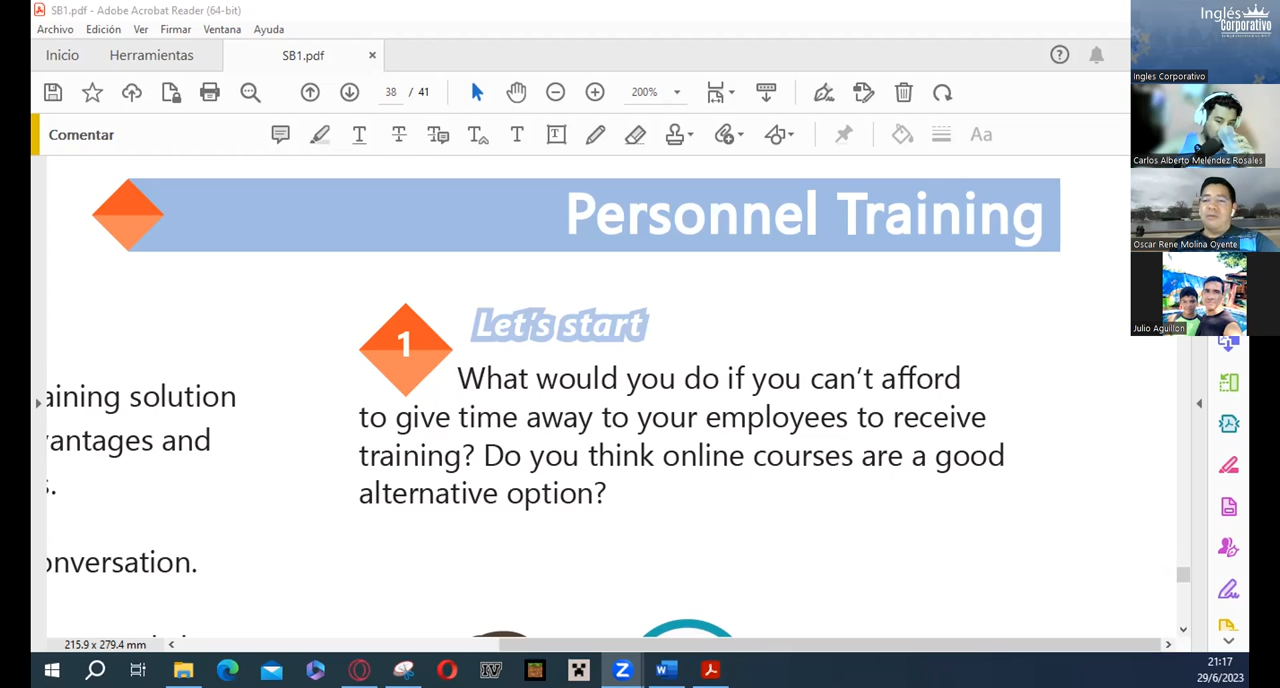 SB1.pdf - Adobe Acrobat Reader (64-bit)
Archivo Edición Ver Firmar Ventana Ayuda
Inicio Herramientas SB1.pdf ×
38 / 41 200%
Comentar
Aa
Personnel Training
1 Let's start
What would you do if you can't afford
to give time away to your employees to receive
training? Do you think online courses are a good
alternative option?
aining solution
antages and
s.
onversation.
215.9 x 279.4 mm
Inglés
Corporativo
Ingles Corporativo
Carlos Alberto Meléndez Rosales
Oscar Rene Molina Oyente
Julio Aguillon
21:17
29/6/2023